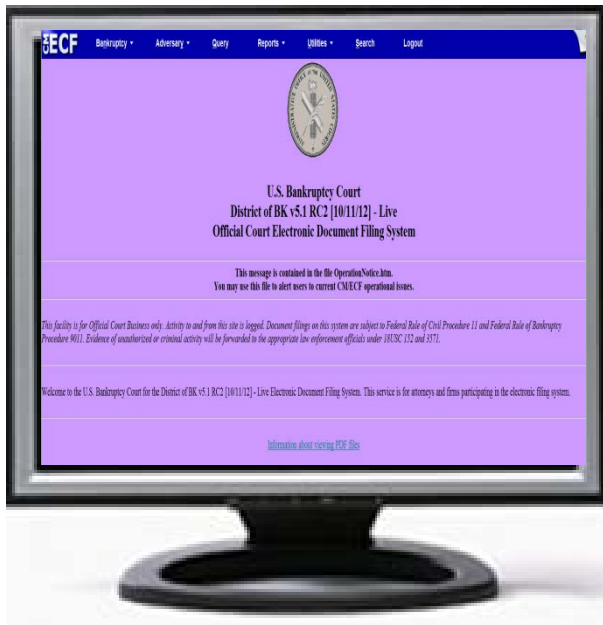 CM ECF Bankruptcy Adversary Query Reports Utilities Search Logout
U.S. Bankruptcy Court
District of BK v5.1 RC2 [10/11/12] - Live
Official Court Electronic Document Filing System
This message is contained in the file OperationNotice.htm.
You may use this file to alert users to current CM/ECF operational issues.
This facility is for Official Court Business only. Activity to and from this site is logged. Document filings on this system are subject to Federal Rule of Civil Procedure 11 and Federal Rule of Bankruptcy
Procedure 9011. Evidence of unauthorized or criminal activity will be forwarded to the appropriate law enforcement officials under 18USC 152 and 3571.
Welcome to the U.S. Bankruptcy Court for the District of BK v5.1 RC2 [10/11/12] - Live Electronic Document Filing System. This service is for attorneys and firms participating in the electronic filing system.
Information about viewing PDF files